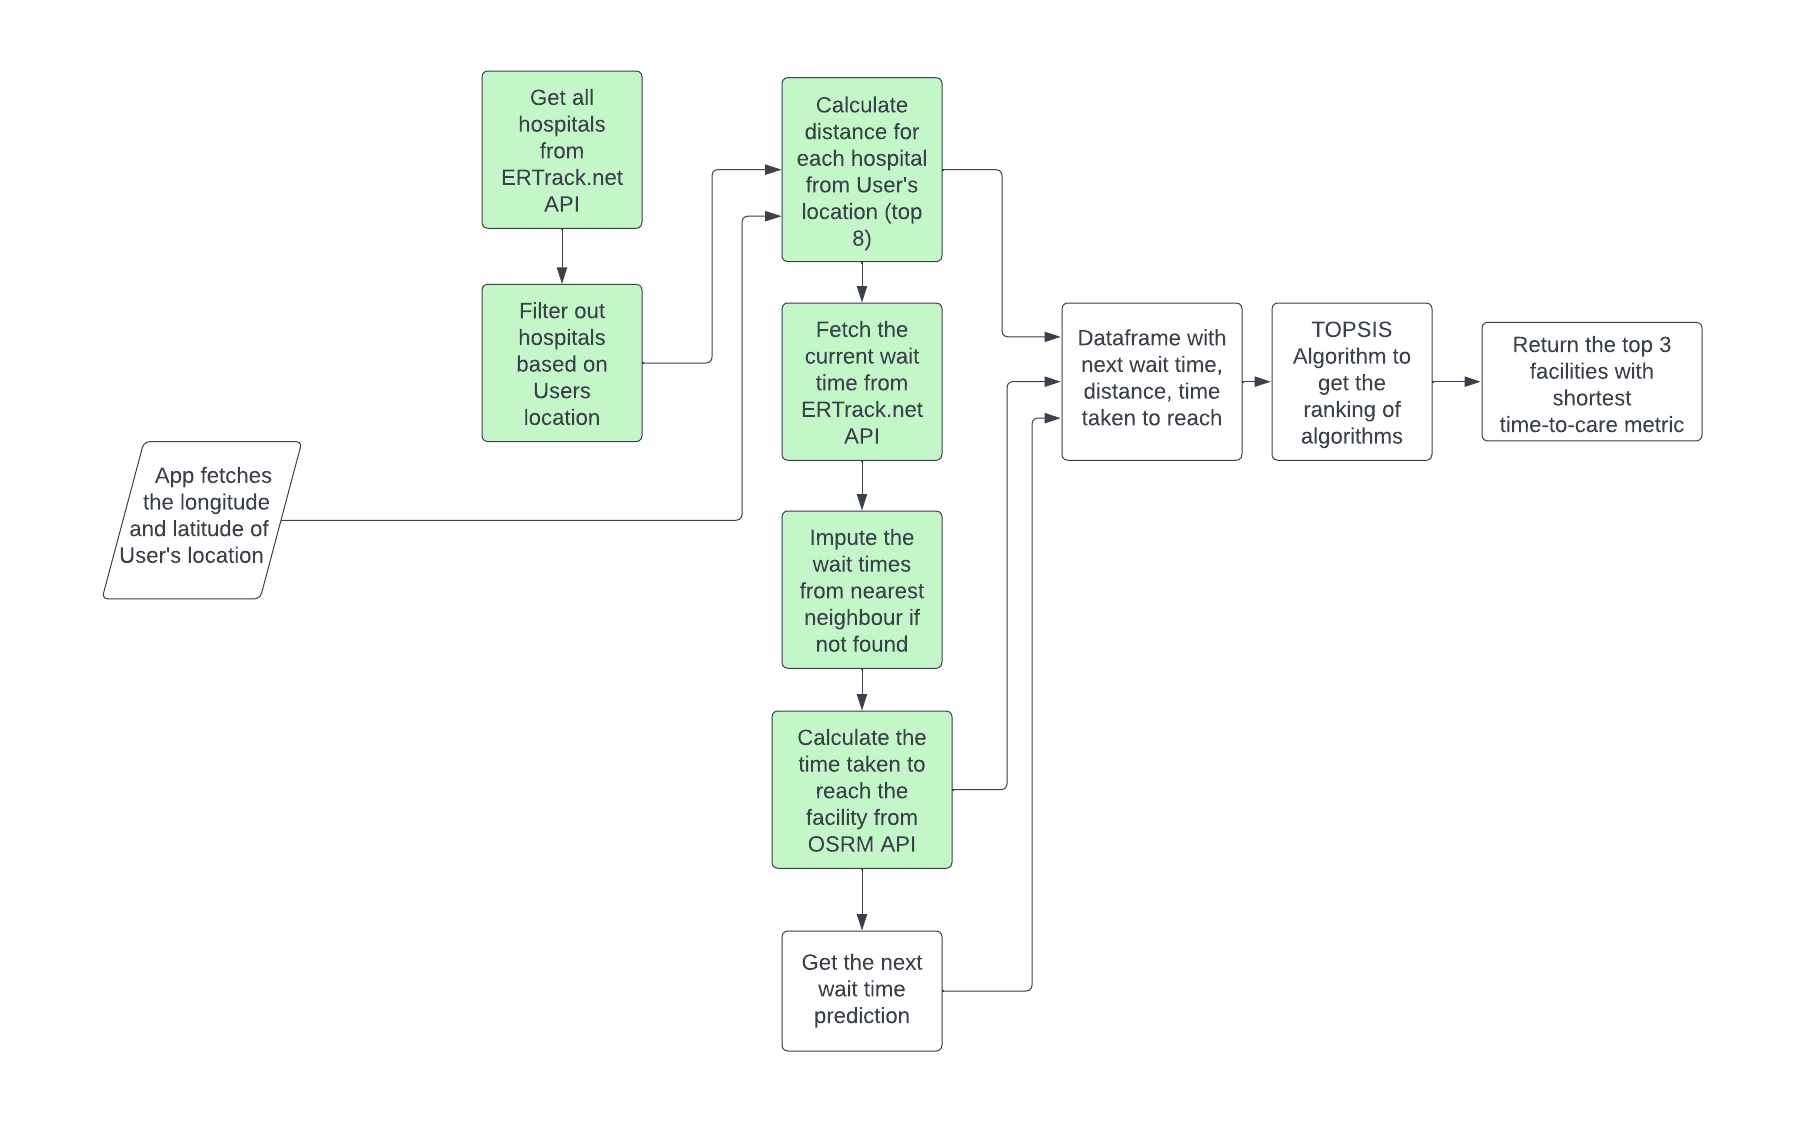 Get all
hospitals
from
ERTrack.net
API
Filter out
hospitals
based on
Users
location
App fetches
the longitude
and latitude of
User's location
Calculate
distance for
each hospital
from User's
location (top
8)
Fetch the
current wait
time from
ERTrack.net
API
Impute the
wait times
from nearest
neighbour if
not found
Calculate the
time taken to
reach the
facility from
OSRM API
Get the next
wait time
prediction
Dataframe with
next wait time,
distance, time
taken to reach
TOPSIS
Algorithm to
get the
ranking of
algorithms
Return the top 3
facilities with
shortest
time-to-care metric